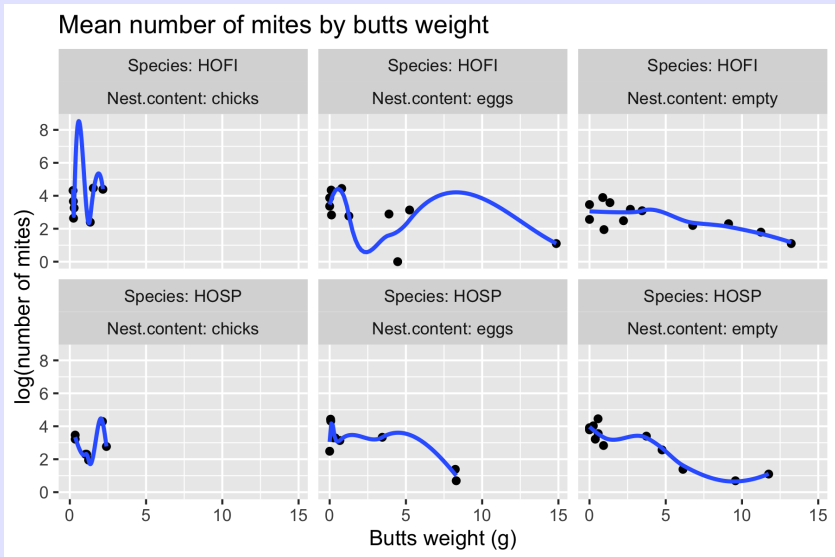 Mean number of mites by butts weight
Species: HOFI
Nest.content: chicks
Species: HOFI
Nest.content: eggs
Species: HOFI
Nest.content: empty
8
6
4
2
0
log(number of mites)
Species: HOSP
Nest.content: chicks
Species: HOSP
Nest.content: eggs
Species: HOSP
Nest.content: empty
8
6
4
2
0
0 5 10 15 0 5 10 15 0 5 10 15
Butts weight (g)